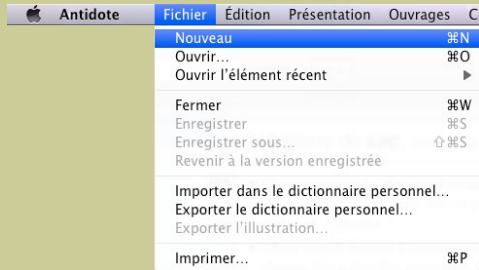 Antidote Fichier Édition Présentation Ouvrages C
Nouveau ⌘N
Ouvrir... ⌘O
Ouvrir l'élément récent ▶
Fermer ⌘W
Enregistrer ⌘S
Enregistrer sous... ⇧⌘S
Revenir à la version enregistrée
Importer dans le dictionnaire personnel...
Exporter le dictionnaire personnel...
Exporter l'illustration...
Imprimer... ⌘P